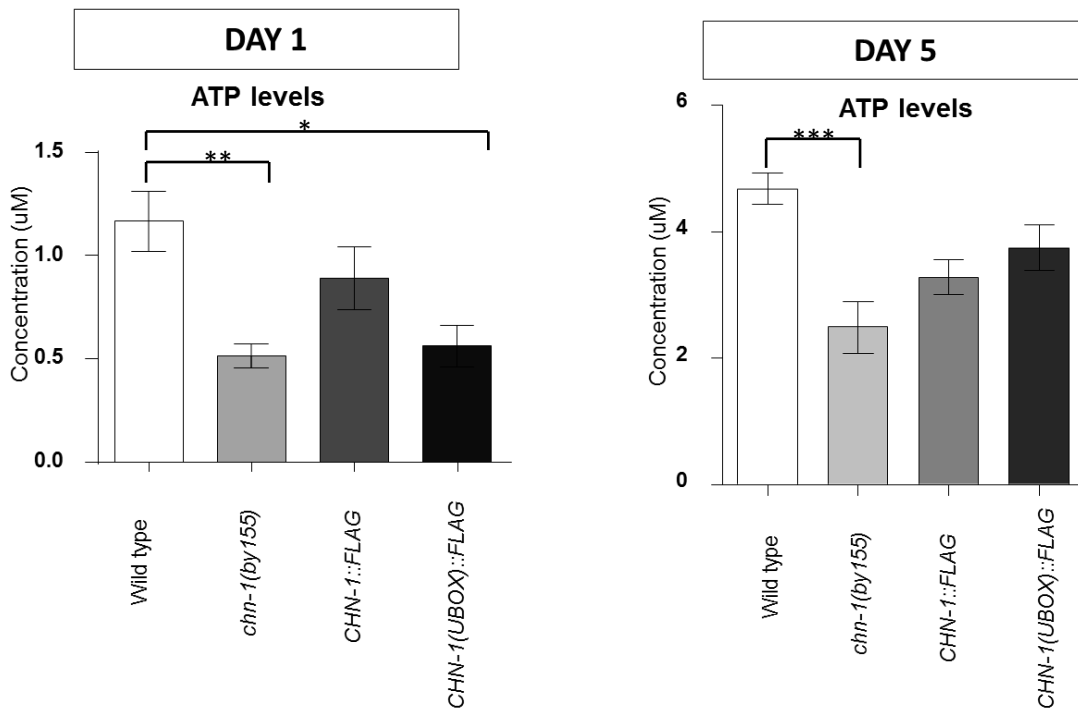 DAY 1
ATP levels
*
**
1.5
1.0
0.5
0.0
Concentration (uM)
Wild type
chn-1(by155)
CHN-1::FLAG
CHN-1(UBOX)::FLAG
DAY 5
ATP levels
***
6
4
2
0
Concentration (uM)
Wild type
chn-1(by155)
CHN-1::FLAG
CHN-1(UBOX)::FLAG